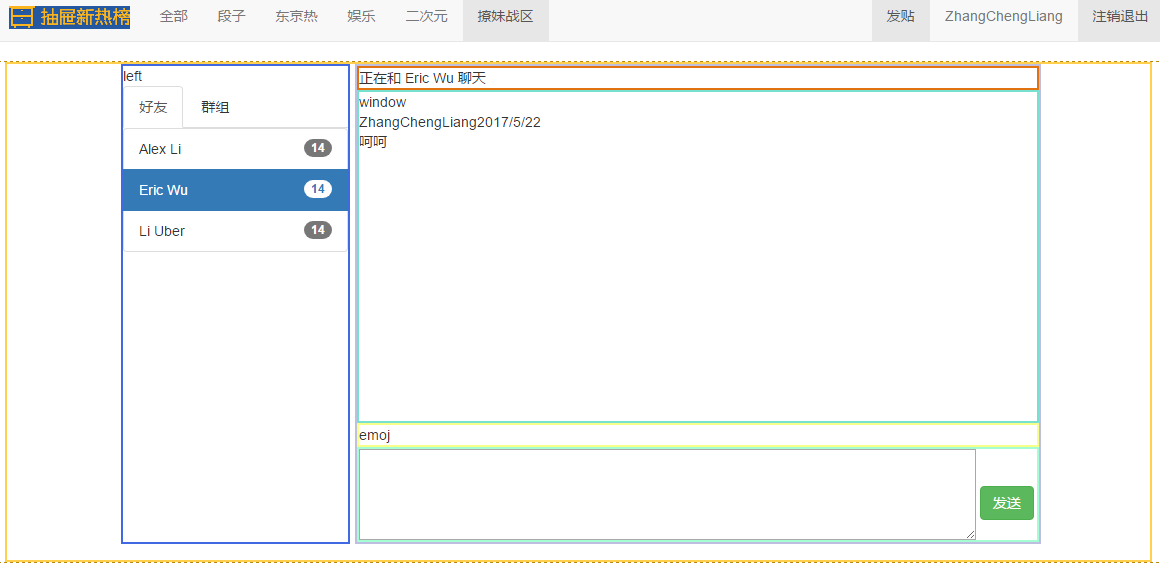 抽屉新热榜 全部 段子 东京热 娱乐 二次元 撩妹战区 发贴 ZhangChengLiang 注销退出
left
好友 群组
Alex Li 14
Eric Wu 14
Li Uber 14
正在和 Eric Wu 聊天
window
ZhangChengLiang2017/5/22
呵呵
emoj
发送